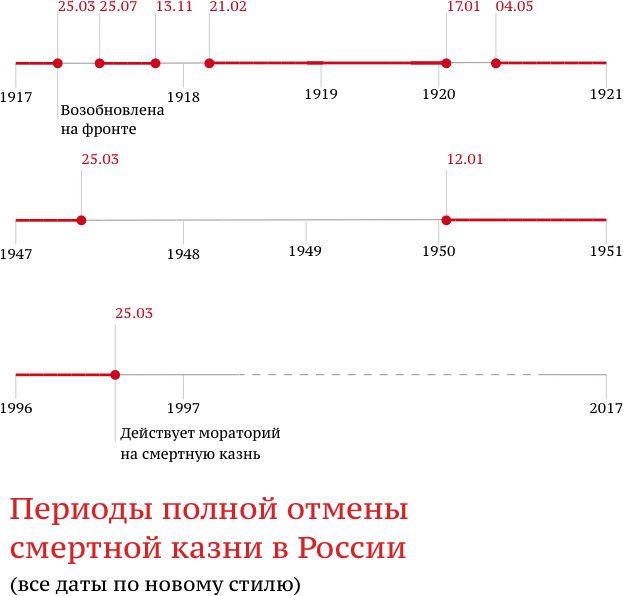 25.03 25.07 13.11 21.02 17.01 04.05
1917 1918 1919 1920 1921
Возобновлена
на фронте
25.03 12.01
1947 1948 1949 1950 1951
25.03
1996 1997 2017
Действует мораторий
на смертную казнь
Периоды полной отмены
смертной казни в России
(все даты по новому стилю)